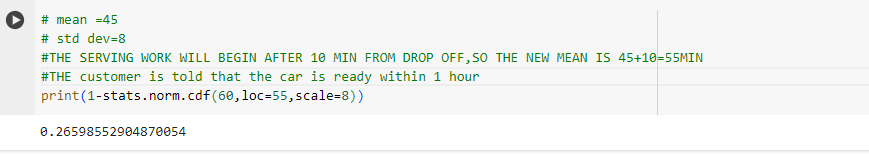 # mean =45
# std dev=8
#THE SERVING WORK WILL BEGIN AFTER 10 MIN FROM DROP OFF,SO THE NEW MEAN IS 45+10=55MIN
#THE customer is told that the car is ready within 1 hour
print(1-stats.norm.cdf(60,loc=55,scale=8))
0.26598552904870054